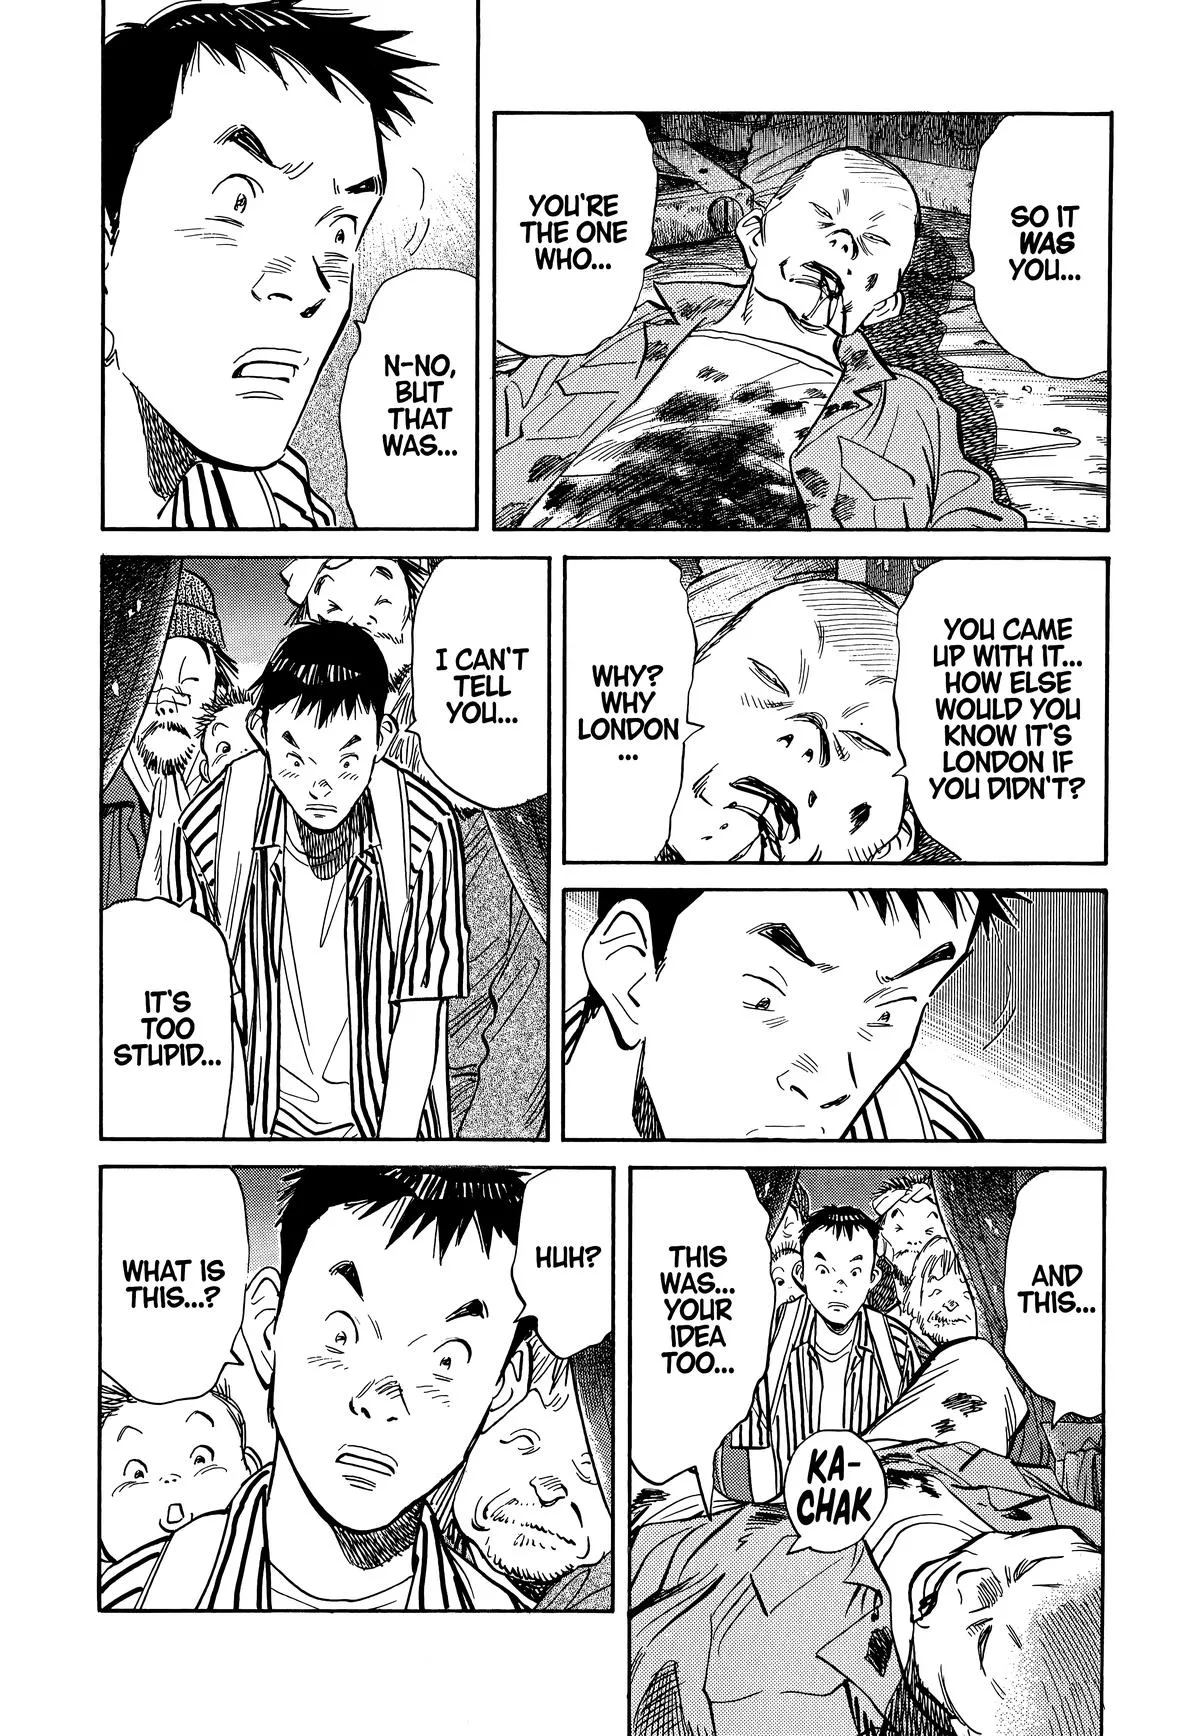 SO IT
WAS
YOU...
YOU'RE
THE ONE
WHO...
N-NO,
BUT
THAT
WAS...
YOU CAME
UP WITH IT...
HOW ELSE
WOULD YOU
KNOW IT'S
LONDON IF
YOU DIDN'T?
WHY?
WHY
LONDON
...
I CAN'T
TELL
YOU...
IT'S
TOO
STUPID...
AND
THIS...
THIS
WAS...
YOUR
IDEA
TOO...
KA-
CHAK
HUH?
WHAT IS
THIS...?